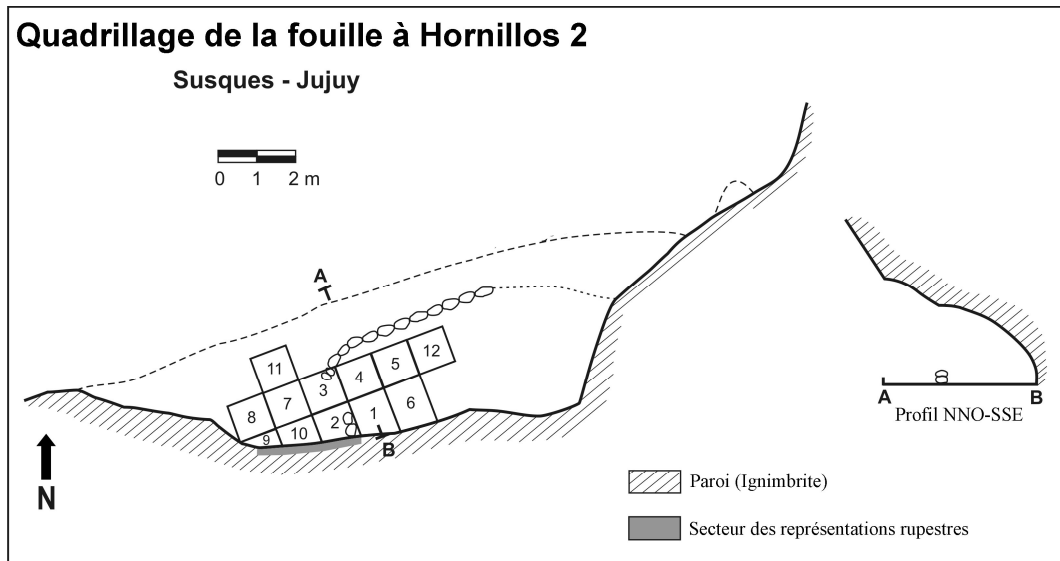 Quadrillage de la fouille à Hornillos 2
Susques - Jujuy
0 1 2 m
A
11
12
5
4
3
7
8
6
1
2
10
9
B
N
A
B
Profil NNO-SSE
Paroi (Ignimbrite)
Secteur des représentations rupestres